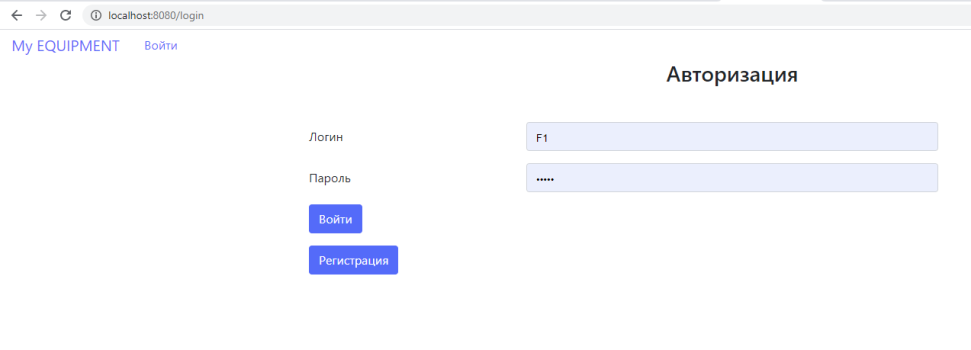 localhost:8080/login
My EQUIPMENT Войти
Авторизация
Логин F1
Пароль •••••
Войти
Регистрация